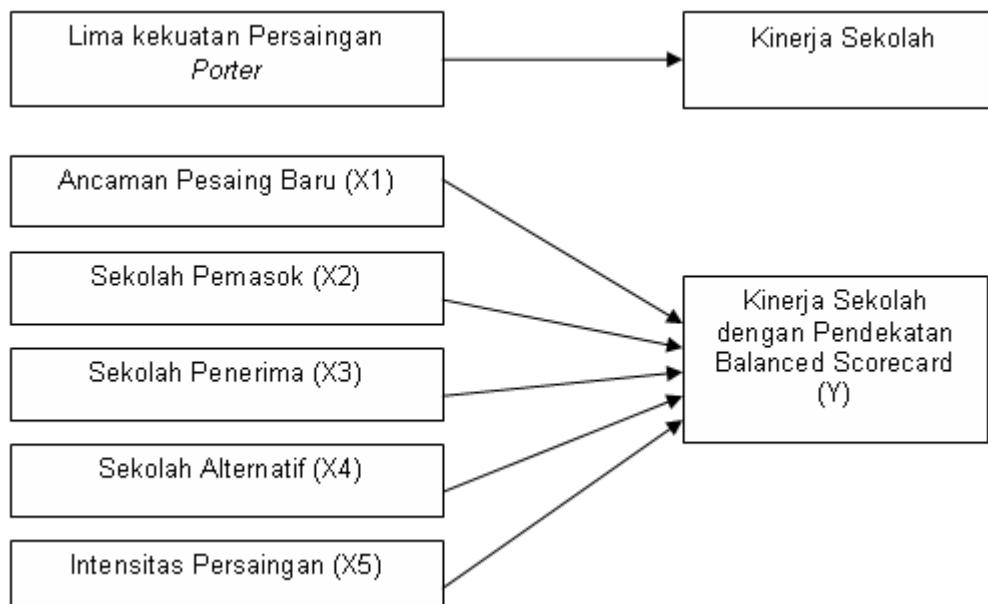 Lima kekuatan Persaingan
Porter
Kinerja Sekolah
Ancaman Pesaing Baru (X1)
Sekolah Pemasok (X2)
Sekolah Penerima (X3)
Sekolah Alternatif (X4)
Intensitas Persaingan (X5)
Kinerja Sekolah
dengan Pendekatan
Balanced Scorecard
(Y)